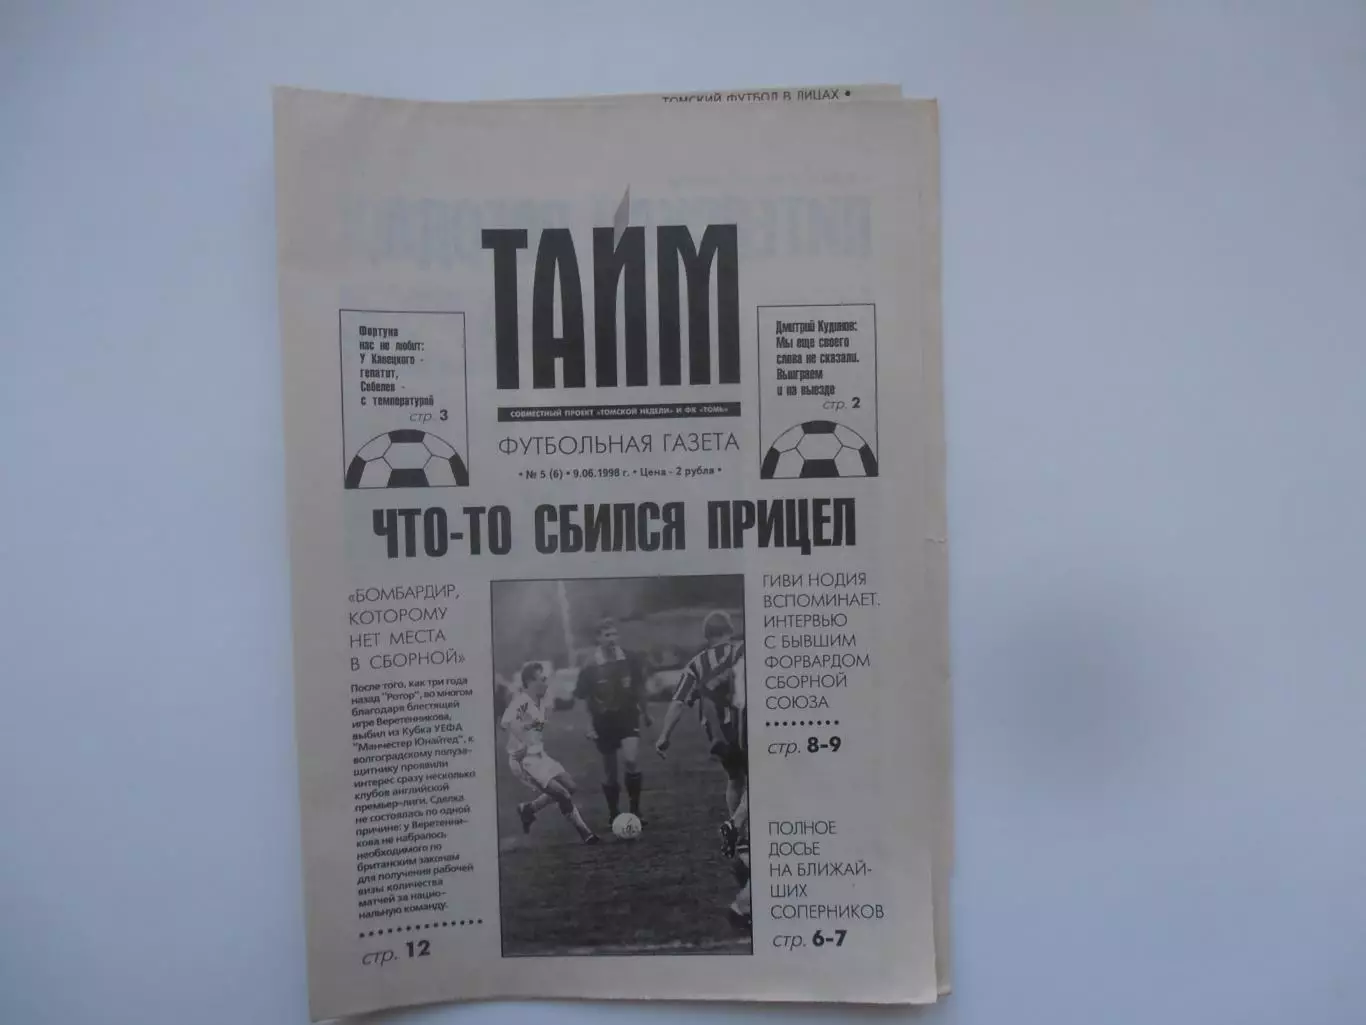 ТОМСКИЙ ФУТБОЛ В ЛИЦАХ •
ТАЙМ
СОВМЕСТНЫЙ ПРОЕКТ «ТОМСКОЙ НЕДЕЛИ» И ФК «ТОМЬ»
ФУТБОЛЬНАЯ ГАЗЕТА
• № 5 (6) • 9.06.1998 г. • Цена - 2 рубля •
Фортуна
нас не любит:
У Кавецкого -
гепатит,
Себелев -
с температурой
стр. 3
Дмитрий Кудинов:
Мы еще своего
слова не сказали.
Выиграем
и на выезде
стр. 2
ЧТО-ТО СБИЛСЯ ПРИЦЕЛ
«БОМБАРДИР,
КОТОРОМУ
НЕТ МЕСТА
В СБОРНОЙ»
После того, как три года
назад "Ротор", во многом
благодаря блестящей
игре Веретенникова,
выбил из Кубка УЕФА
"Манчестер Юнайтед", к
волгоградскому полуза-
щитнику проявили
интерес сразу несколько
клубов английской
премьер-лиги. Сделка
не состоялась по одной
причине: у Веретенни-
кова не набралось
необходимого по
британским законам
для получения рабочей
визы количества
матчей за нацио-
нальную команду.
стр. 12
ГИВИ НОДИЯ
ВСПОМИНАЕТ.
ИНТЕРВЬЮ
С БЫВШИМ
ФОРВАРДОМ
СБОРНОЙ
СОЮЗА
стр. 8-9
ПОЛНОЕ
ДОСЬЕ
НА БЛИЖАЙ-
ШИХ
СОПЕРНИКОВ
стр. 6-7